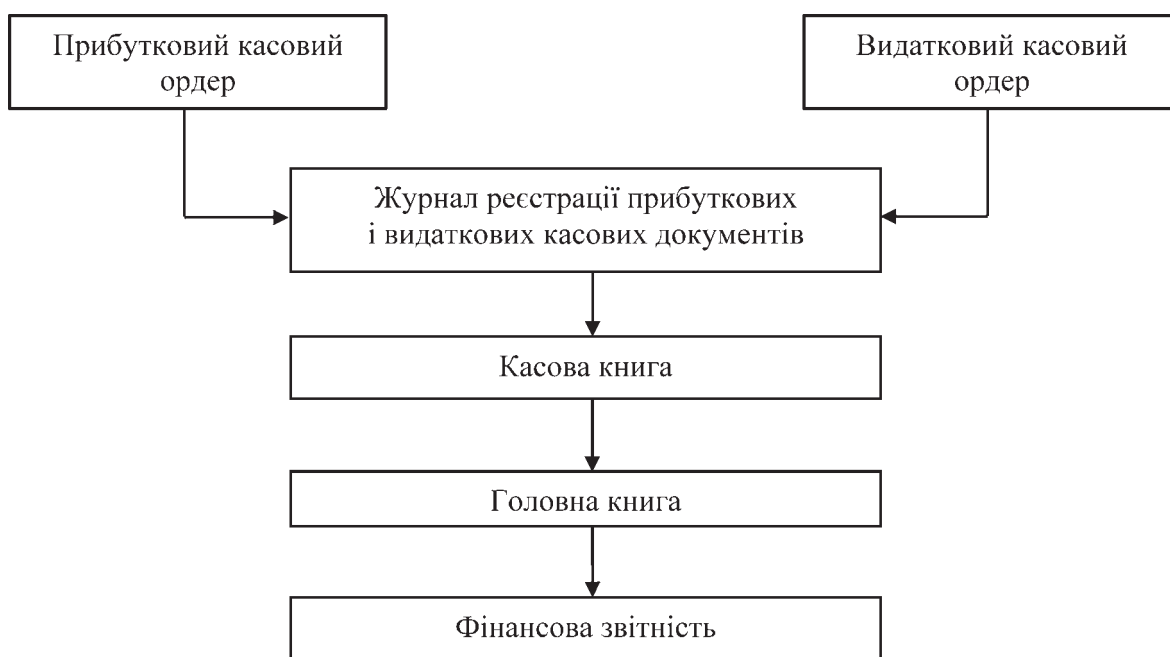 Прибутковий касовий
ордер
Видатковий касовий
ордер
Журнал реєстрації прибуткових
і видаткових касових документів
Касова книга
Головна книга
Фінансова звітність